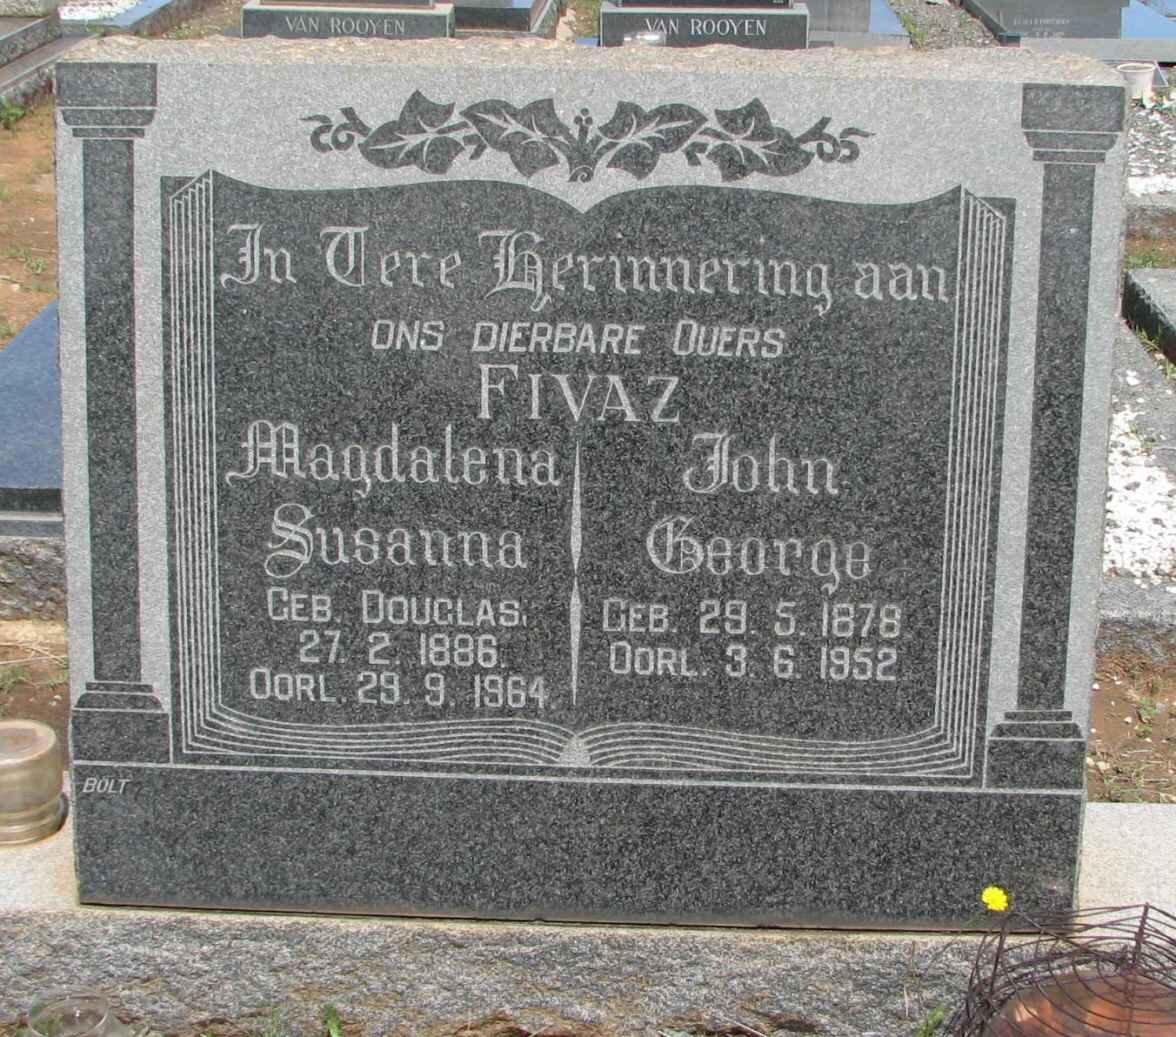 VAN ROOYEN
VAN ROOYEN
In Tere Herinnering aan
ONS DIERBARE OUERS
FIVAZ
Magdalena
Susanna
GEB. DOUGLAS.
27. 2. 1886.
OORL. 29. 9. 1964.
John
George
GEB. 29. 5. 1878
OORL. 3. 6. 1952
BOLT